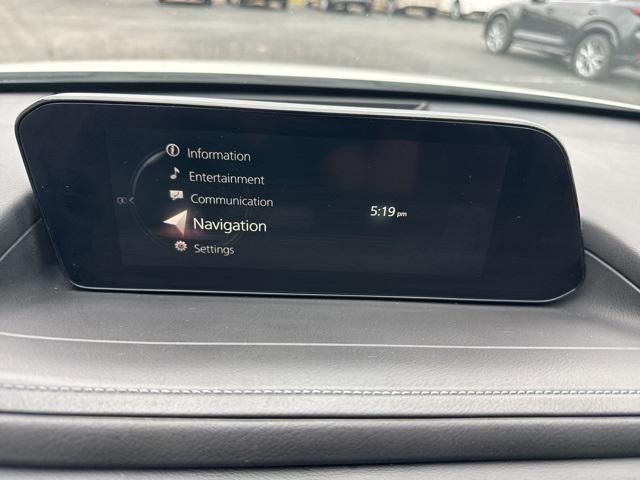 Information
Entertainment
Communication
Navigation
Settings
5:19 pm